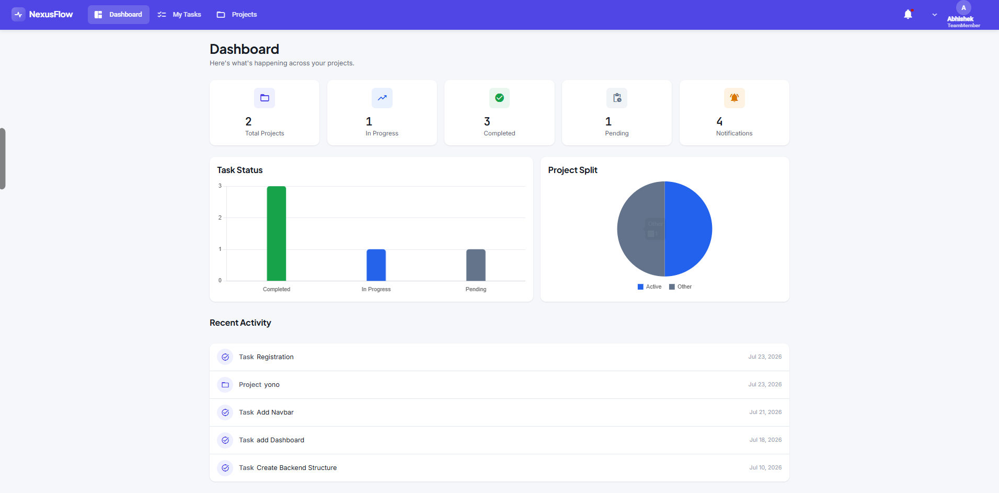 NexusFlow
Dashboard
My Tasks
Projects
A
Abhishek
TeamMember
Dashboard
Here's what's happening across your projects.
2
Total Projects
1
In Progress
3
Completed
1
Pending
4
Notifications
Task Status
3
2
1
0
Completed
In Progress
Pending
Project Split
Other
Active
Other
Recent Activity
Task Registration
Jul 23, 2026
Project yono
Jul 23, 2026
Task Add Navbar
Jul 21, 2026
Task add Dashboard
Jul 18, 2026
Task Create Backend Structure
Jul 10, 2026